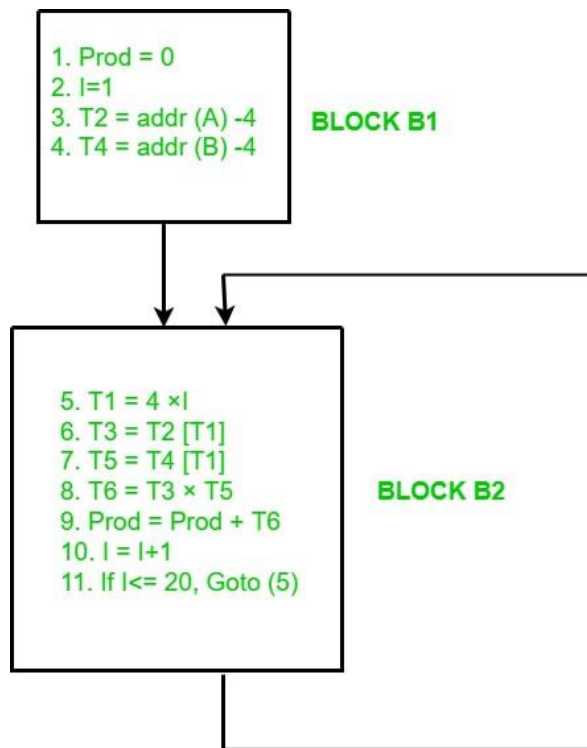 1. Prod = 0
2. I=1
3. T2 = addr (A) -4
4. T4 = addr (B) -4
BLOCK B1
5. T1 = 4 ×I
6. T3 = T2 [T1]
7. T5 = T4 [T1]
8. T6 = T3 × T5
9. Prod = Prod + T6
10. I = I+1
11. If I<= 20, Goto (5)
BLOCK B2